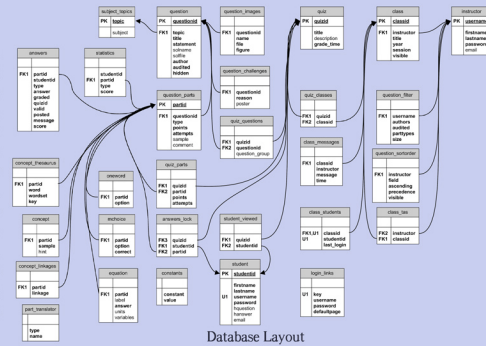 subject_topics
PK topic
subject
question
PK questionid
FK1 topic
title
statement
solname
solfile
author
audited
hidden
question_images
FK1 questionid
name
file
figure
quiz
PK quizid
title
description
grade_time
class
PK classid
FK1 instructor
title
year
session
visible
instructor
PK username
firstname
lastname
password
email
answers
FK1 partid
studentid
type
answer
graded
quizid
valid
posted
message
score
statistics
FK1 studentid
partid
type
score
question_parts
PK partid
FK1 questionid
type
points
attempts
sample
comment
question_challenges
FK1 questionid
reason
poster
quiz_questions
FK1 quizid
FK2 questionid
question_group
quiz_classes
FK1 quizid
FK2 classid
class_messages
FK1 classid
instructor
message
time
question_filter
FK1 username
authors
audited
parttypes
size
question_sortorder
FK1 instructor
field
ascending
precedence
visible
concept_thesaurus
FK1 partid
word
wordset
key
oneword
FK1 partid
option
quiz_parts
FK1 quizid
FK2 partid
points
attempts
concept
FK1 partid
sample
hint
mchoice
FK1 partid
option
correct
answers_lock
FK3 quizid
FK2 studentid
FK1 partid
student_viewed
FK2 quizid
FK1 studentid
class_students
FK1,U1 classid
U1 studentid
last_login
class_tas
FK2 instructor
FK1 classid
concept_linkages
FK1 partid
linkage
equation
FK1 partid
label
answer
units
variables
constants
constant
value
student
PK studentid
U1 firstname
lastname
username
password
hquestion
hanswer
email
login_links
U1 key
username
password
defaultpage
part_translator
type
name
Database Layout